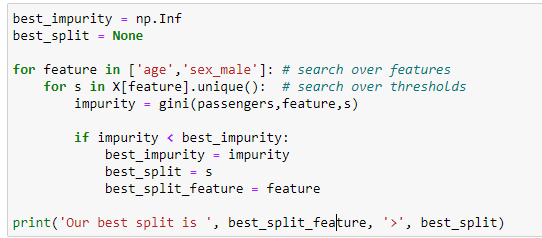 best_impurity = np.Inf
best_split = None
for feature in ['age','sex_male']: # search over features
    for s in X[feature].unique():  # search over thresholds
        impurity = gini(passengers,feature,s)
        if impurity < best_impurity:
            best_impurity = impurity
            best_split = s
            best_split_feature = feature
print('Our best split is ', best_split_feature, '>', best_split)